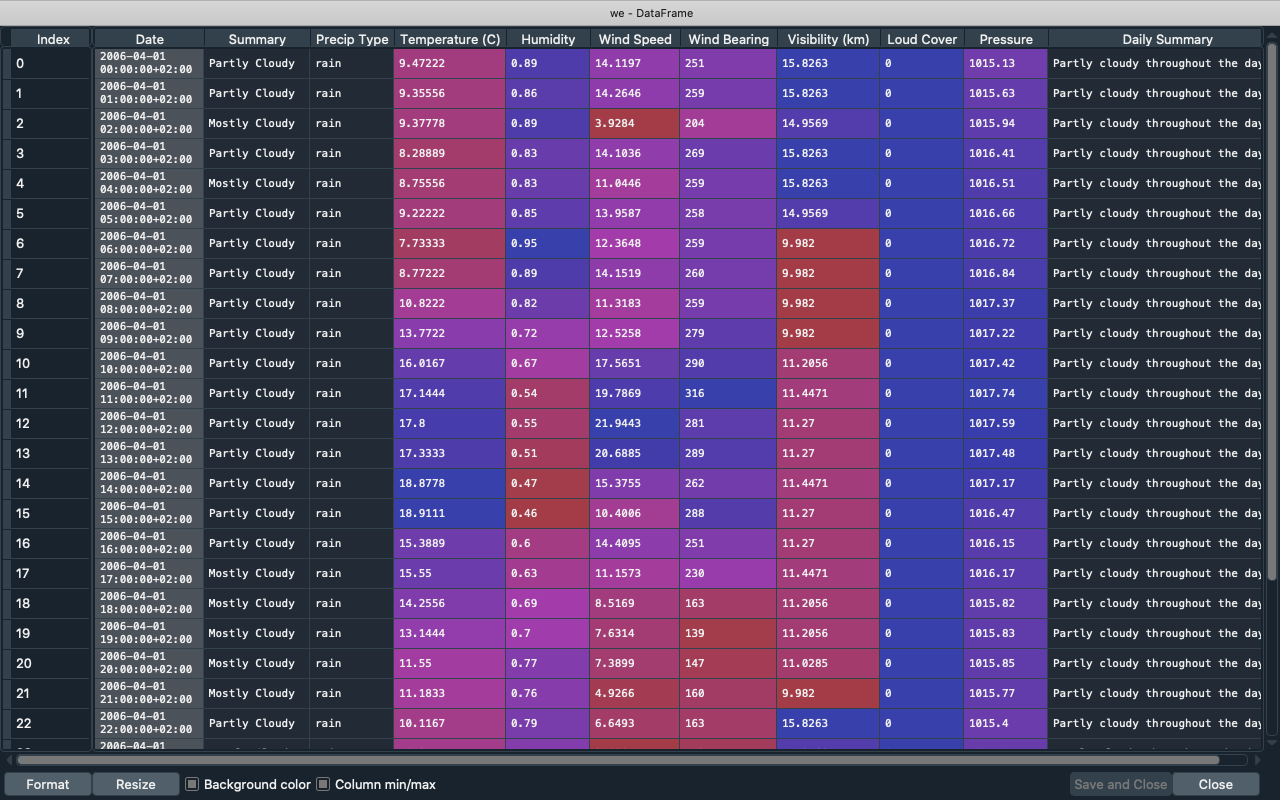 we - DataFrame
Index Date Summary Precip Type Temperature (C) Humidity Wind Speed Wind Bearing Visibility (km) Loud Cover Pressure Daily Summary
0 2006-04-01 00:00:00+02:00 Partly Cloudy rain 9.47222 0.89 14.1197 251 15.8263 0 1015.13 Partly cloudy throughout the day
1 2006-04-01 01:00:00+02:00 Partly Cloudy rain 9.35556 0.86 14.2646 259 15.8263 0 1015.63 Partly cloudy throughout the day
2 2006-04-01 02:00:00+02:00 Mostly Cloudy rain 9.37778 0.89 3.9284 204 14.9569 0 1015.94 Partly cloudy throughout the day
3 2006-04-01 03:00:00+02:00 Partly Cloudy rain 8.28889 0.83 14.1036 269 15.8263 0 1016.41 Partly cloudy throughout the day
4 2006-04-01 04:00:00+02:00 Mostly Cloudy rain 8.75556 0.83 11.0446 259 15.8263 0 1016.51 Partly cloudy throughout the day
5 2006-04-01 05:00:00+02:00 Partly Cloudy rain 9.22222 0.85 13.9587 258 14.9569 0 1016.66 Partly cloudy throughout the day
6 2006-04-01 06:00:00+02:00 Partly Cloudy rain 7.73333 0.95 12.3648 259 9.982 0 1016.72 Partly cloudy throughout the day
7 2006-04-01 07:00:00+02:00 Partly Cloudy rain 8.77222 0.89 14.1519 260 9.982 0 1016.84 Partly cloudy throughout the day
8 2006-04-01 08:00:00+02:00 Partly Cloudy rain 10.8222 0.82 11.3183 259 9.982 0 1017.37 Partly cloudy throughout the day
9 2006-04-01 09:00:00+02:00 Partly Cloudy rain 13.7722 0.72 12.5258 279 9.982 0 1017.22 Partly cloudy throughout the day
10 2006-04-01 10:00:00+02:00 Partly Cloudy rain 16.0167 0.67 17.5651 290 11.2056 0 1017.42 Partly cloudy throughout the day
11 2006-04-01 11:00:00+02:00 Partly Cloudy rain 17.1444 0.54 19.7869 316 11.4471 0 1017.74 Partly cloudy throughout the day
12 2006-04-01 12:00:00+02:00 Partly Cloudy rain 17.8 0.55 21.9443 281 11.27 0 1017.59 Partly cloudy throughout the day
13 2006-04-01 13:00:00+02:00 Partly Cloudy rain 17.3333 0.51 20.6885 289 11.27 0 1017.48 Partly cloudy throughout the day
14 2006-04-01 14:00:00+02:00 Partly Cloudy rain 18.8778 0.47 15.3755 262 11.4471 0 1017.17 Partly cloudy throughout the day
15 2006-04-01 15:00:00+02:00 Partly Cloudy rain 18.9111 0.46 10.4006 288 11.27 0 1016.47 Partly cloudy throughout the day
16 2006-04-01 16:00:00+02:00 Partly Cloudy rain 15.3889 0.6 14.4095 251 11.27 0 1016.15 Partly cloudy throughout the day
17 2006-04-01 17:00:00+02:00 Mostly Cloudy rain 15.55 0.63 11.1573 230 11.4471 0 1016.17 Partly cloudy throughout the day
18 2006-04-01 18:00:00+02:00 Mostly Cloudy rain 14.2556 0.69 8.5169 163 11.2056 0 1015.82 Partly cloudy throughout the day
19 2006-04-01 19:00:00+02:00 Mostly Cloudy rain 13.1444 0.7 7.6314 139 11.2056 0 1015.83 Partly cloudy throughout the day
20 2006-04-01 20:00:00+02:00 Mostly Cloudy rain 11.55 0.77 7.3899 147 11.0285 0 1015.85 Partly cloudy throughout the day
21 2006-04-01 21:00:00+02:00 Mostly Cloudy rain 11.1833 0.76 4.9266 160 9.982 0 1015.77 Partly cloudy throughout the day
22 2006-04-01 22:00:00+02:00 Partly Cloudy rain 10.1167 0.79 6.6493 163 15.8263 0 1015.4 Partly cloudy throughout the day
2006-04-01
Format Resize Background color Column min/max Save and Close Close